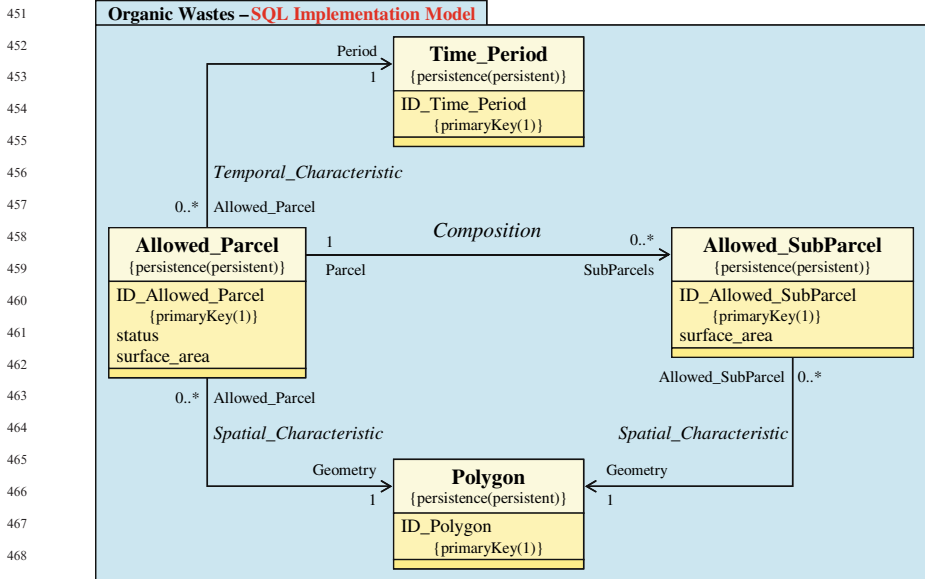 451
Organic Wastes – SQL Implementation Model
452
Period
Time_Period
453
1
{persistence(persistent)}
454
ID_Time_Period
{primaryKey(1)}
455
456
Temporal_Characteristic
457
0..*
Allowed_Parcel
458
Allowed_Parcel
1
Composition
0..*
Allowed_SubParcel
459
{persistence(persistent)}
Parcel
SubParcels
{persistence(persistent)}
460
ID_Allowed_Parcel
ID_Allowed_SubParcel
{primaryKey(1)}
{primaryKey(1)}
461
status
surface_area
462
surface_area
Allowed_SubParcel
0..*
463
0..*
Allowed_Parcel
464
Spatial_Characteristic
Spatial_Characteristic
465
Geometry
Polygon
Geometry
466
1
{persistence(persistent)}
1
467
ID_Polygon
468
{primaryKey(1)}